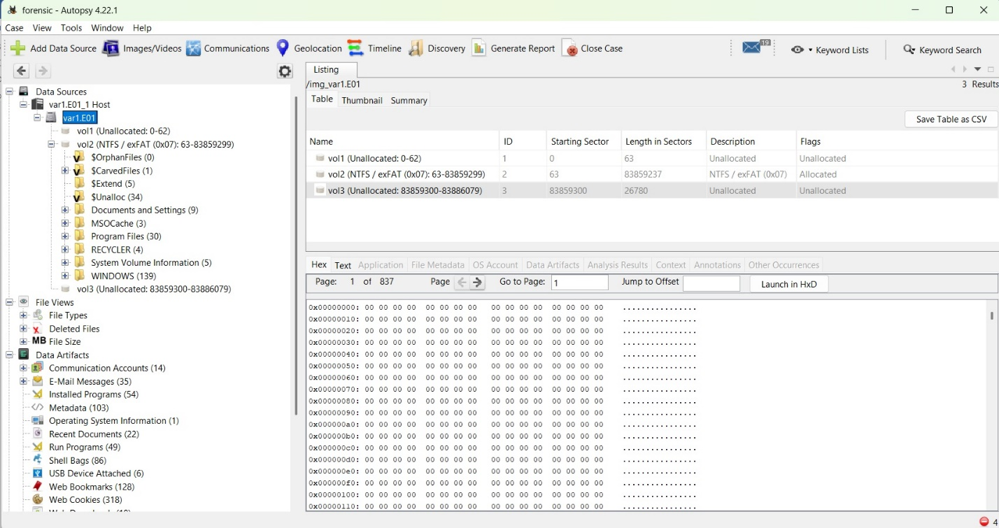 forensic - Autopsy 4.22.1
Case View Tools Window Help
Add Data Source Images/Videos Communications Geolocation Timeline Discovery Generate Report Close Case 19 Keyword Lists Keyword Search
Data Sources
var1.E01_1 Host
var1.E01
vol1 (Unallocated: 0-62)
vol2 (NTFS / exFAT (0x07): 63-83859299)
$OrphanFiles (0)
$CarvedFiles (1)
$Extend (5)
$Unalloc (34)
Documents and Settings (9)
MSOCache (3)
Program Files (30)
RECYCLER (4)
System Volume Information (5)
WINDOWS (139)
vol3 (Unallocated: 83859300-83886079)
File Views
File Types
Deleted Files
MB File Size
Data Artifacts
Communication Accounts (14)
E-Mail Messages (35)
Installed Programs (54)
Metadata (103)
Operating System Information (1)
Recent Documents (22)
Run Programs (49)
Shell Bags (86)
USB Device Attached (6)
Web Bookmarks (128)
Web Cookies (318)
Listing
/img_var1.E01 3 Results
Table Thumbnail Summary
Save Table as CSV
Name ID Starting Sector Length in Sectors Description Flags
vol1 (Unallocated: 0-62) 1 0 63 Unallocated Unallocated
vol2 (NTFS / exFAT (0x07): 63-83859299) 2 63 83859237 NTFS / exFAT (0x07) Allocated
vol3 (Unallocated: 83859300-83886079) 3 83859300 26780 Unallocated Unallocated
Hex Text Application File Metadata OS Account Data Artifacts Analysis Results Context Annotations Other Occurrences
Page: 1 of 837 Page Go to Page: 1 Jump to Offset Launch in HxD
0x00000000: 00 00 00 00 00 00 00 00 00 00 00 00 00 00 00 00 ................
0x00000010: 00 00 00 00 00 00 00 00 00 00 00 00 00 00 00 00 ................
0x00000020: 00 00 00 00 00 00 00 00 00 00 00 00 00 00 00 00 ................
0x00000030: 00 00 00 00 00 00 00 00 00 00 00 00 00 00 00 00 ................
0x00000040: 00 00 00 00 00 00 00 00 00 00 00 00 00 00 00 00 ................
0x00000050: 00 00 00 00 00 00 00 00 00 00 00 00 00 00 00 00 ................
0x00000060: 00 00 00 00 00 00 00 00 00 00 00 00 00 00 00 00 ................
0x00000070: 00 00 00 00 00 00 00 00 00 00 00 00 00 00 00 00 ................
0x00000080: 00 00 00 00 00 00 00 00 00 00 00 00 00 00 00 00 ................
0x00000090: 00 00 00 00 00 00 00 00 00 00 00 00 00 00 00 00 ................
0x000000a0: 00 00 00 00 00 00 00 00 00 00 00 00 00 00 00 00 ................
0x000000b0: 00 00 00 00 00 00 00 00 00 00 00 00 00 00 00 00 ................
0x000000c0: 00 00 00 00 00 00 00 00 00 00 00 00 00 00 00 00 ................
0x000000d0: 00 00 00 00 00 00 00 00 00 00 00 00 00 00 00 00 ................
0x000000e0: 00 00 00 00 00 00 00 00 00 00 00 00 00 00 00 00 ................
0x000000f0: 00 00 00 00 00 00 00 00 00 00 00 00 00 00 00 00 ................
0x00000100: 00 00 00 00 00 00 00 00 00 00 00 00 00 00 00 00 ................
0x00000110: 00 00 00 00 00 00 00 00 00 00 00 00 00 00 00 00 ................
4